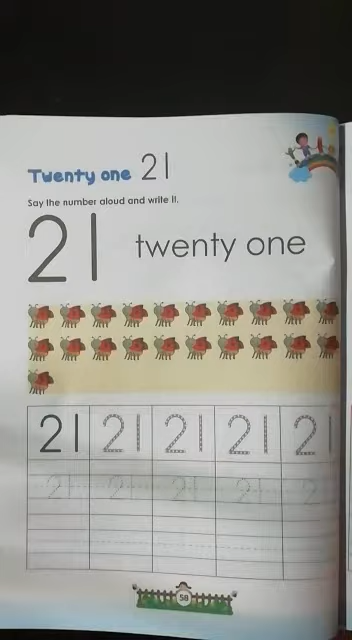 Twenty one 21
Say the number aloud and write it.
21 twenty one
21 21 21 21 21
21 21 21 21 2
58